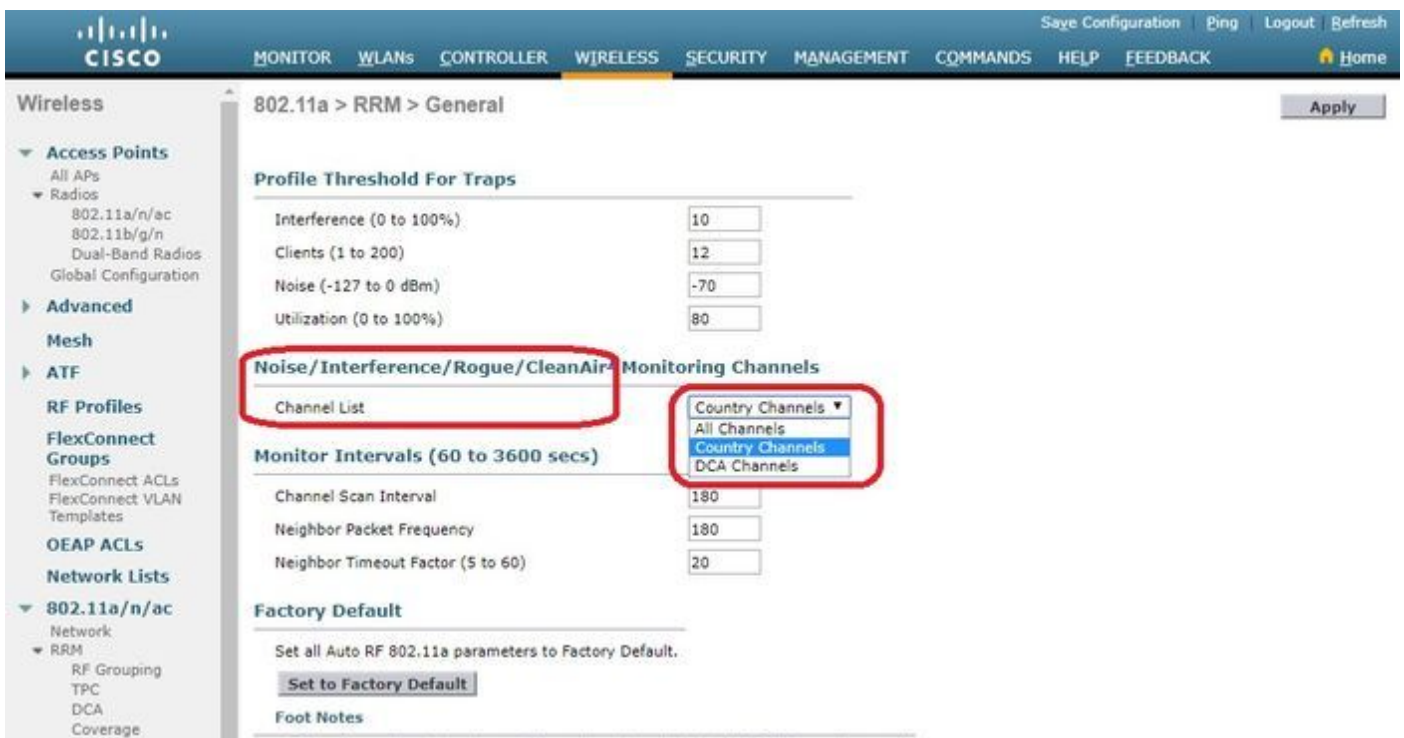 Save Configuration Ping Logout Refresh
CISCO
MONITOR WLANs CONTROLLER WIRELESS SECURITY MANAGEMENT COMMANDS HELP FEEDBACK Home
Wireless
Access Points
All APs
Radios
802.11a/n/ac
802.11b/g/n
Dual-Band Radios
Global Configuration
Advanced
Mesh
ATF
RF Profiles
FlexConnect
Groups
FlexConnect ACLs
FlexConnect VLAN
Templates
OEAP ACLs
Network Lists
802.11a/n/ac
Network
RRM
RF Grouping
TPC
DCA
Coverage
802.11a > RRM > General
Apply
Profile Threshold For Traps
Interference (0 to 100%) 10
Clients (1 to 200) 12
Noise (-127 to 0 dBm) -70
Utilization (0 to 100%) 80
Noise/Interference/Rogue/CleanAir Monitoring Channels
Channel List Country Channels
All Channels
Country Channels
DCA Channels
Monitor Intervals (60 to 3600 secs)
Channel Scan Interval 180
Neighbor Packet Frequency 180
Neighbor Timeout Factor (5 to 60) 20
Factory Default
Set all Auto RF 802.11a parameters to Factory Default.
Set to Factory Default
Foot Notes